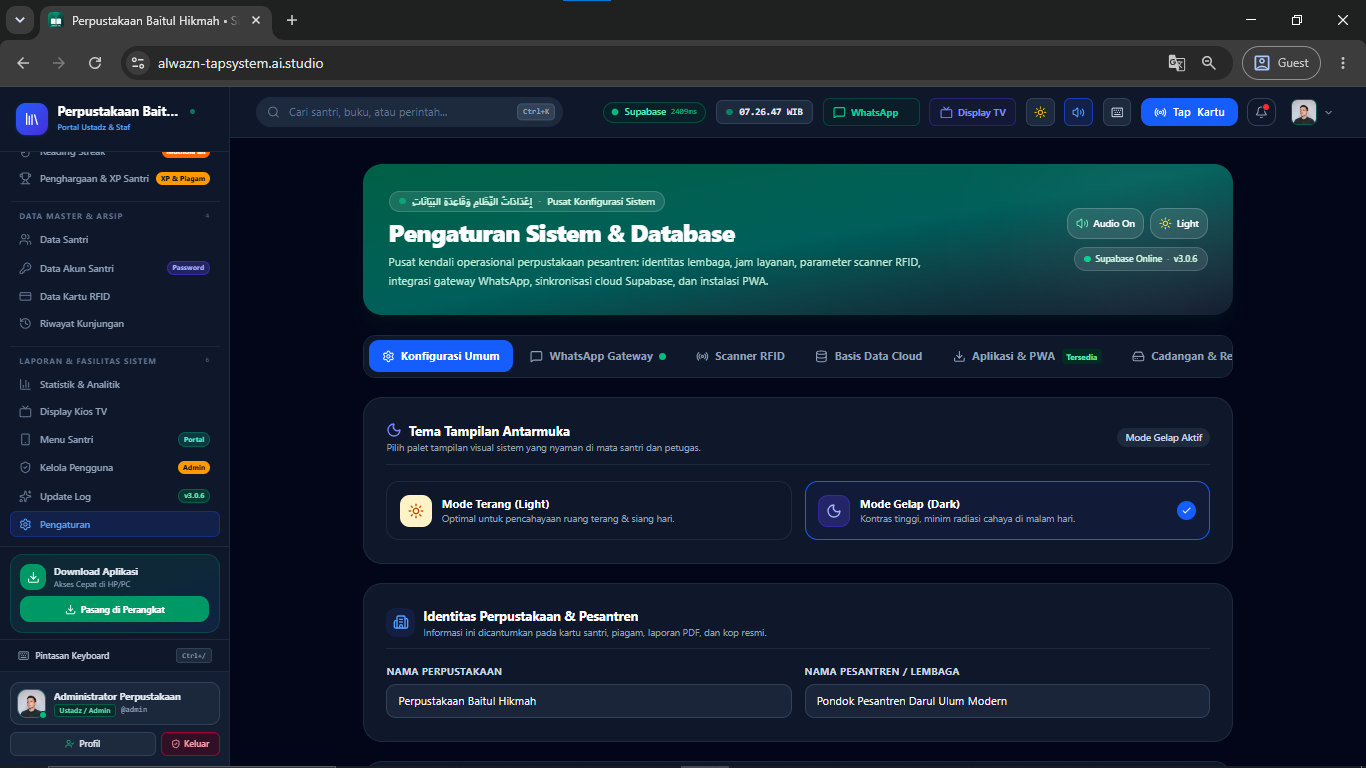 Perpustakaan Baitul Hikmah • S
alwazn-tapsystem.ai.studio
Guest
Perpustakaan Bait...
Portal Ustadz & Staf
Cari santri, buku, atau perintah...
Ctrl+K
Supabase 2409ms
07.26.47 WIB
WhatsApp
Display TV
Tap Kartu
Reading Streak
Penghargaan & XP Santri
XP & Piagam
DATA MASTER & ARSIP
4
Data Santri
Data Akun Santri
Password
Data Kartu RFID
Riwayat Kunjungan
LAPORAN & FASILITAS SISTEM
6
Statistik & Analitik
Display Kios TV
Menu Santri
Portal
Kelola Pengguna
Admin
Update Log
v3.0.6
Pengaturan
Download Aplikasi
Akses Cepat di HP/PC
Pasang di Perangkat
Pintasan Keyboard
Ctrl+/
Administrator Perpustakaan
Ustadz / Admin
@admin
Profil
Keluar
إِعْدَادَاتُ النِّظَامِ وَقَاعِدَةِ البَيَانَاتِ · Pusat Konfigurasi Sistem
Pengaturan Sistem & Database
Pusat kendali operasional perpustakaan pesantren: identitas lembaga, jam layanan, parameter scanner RFID,
integrasi gateway WhatsApp, sinkronisasi cloud Supabase, dan instalasi PWA.
Audio On
Light
Supabase Online · v3.0.6
Konfigurasi Umum
WhatsApp Gateway
Scanner RFID
Basis Data Cloud
Aplikasi & PWA
Tersedia
Cadangan & Re
Tema Tampilan Antarmuka
Pilih palet tampilan visual sistem yang nyaman di mata santri dan petugas.
Mode Gelap Aktif
Mode Terang (Light)
Optimal untuk pencahayaan ruang terang & siang hari.
Mode Gelap (Dark)
Kontras tinggi, minim radiasi cahaya di malam hari.
Identitas Perpustakaan & Pesantren
Informasi ini dicantumkan pada kartu santri, piagam, laporan PDF, dan kop resmi.
NAMA PERPUSTAKAAN
Perpustakaan Baitul Hikmah
NAMA PESANTREN / LEMBAGA
Pondok Pesantren Darul Ulum Modern